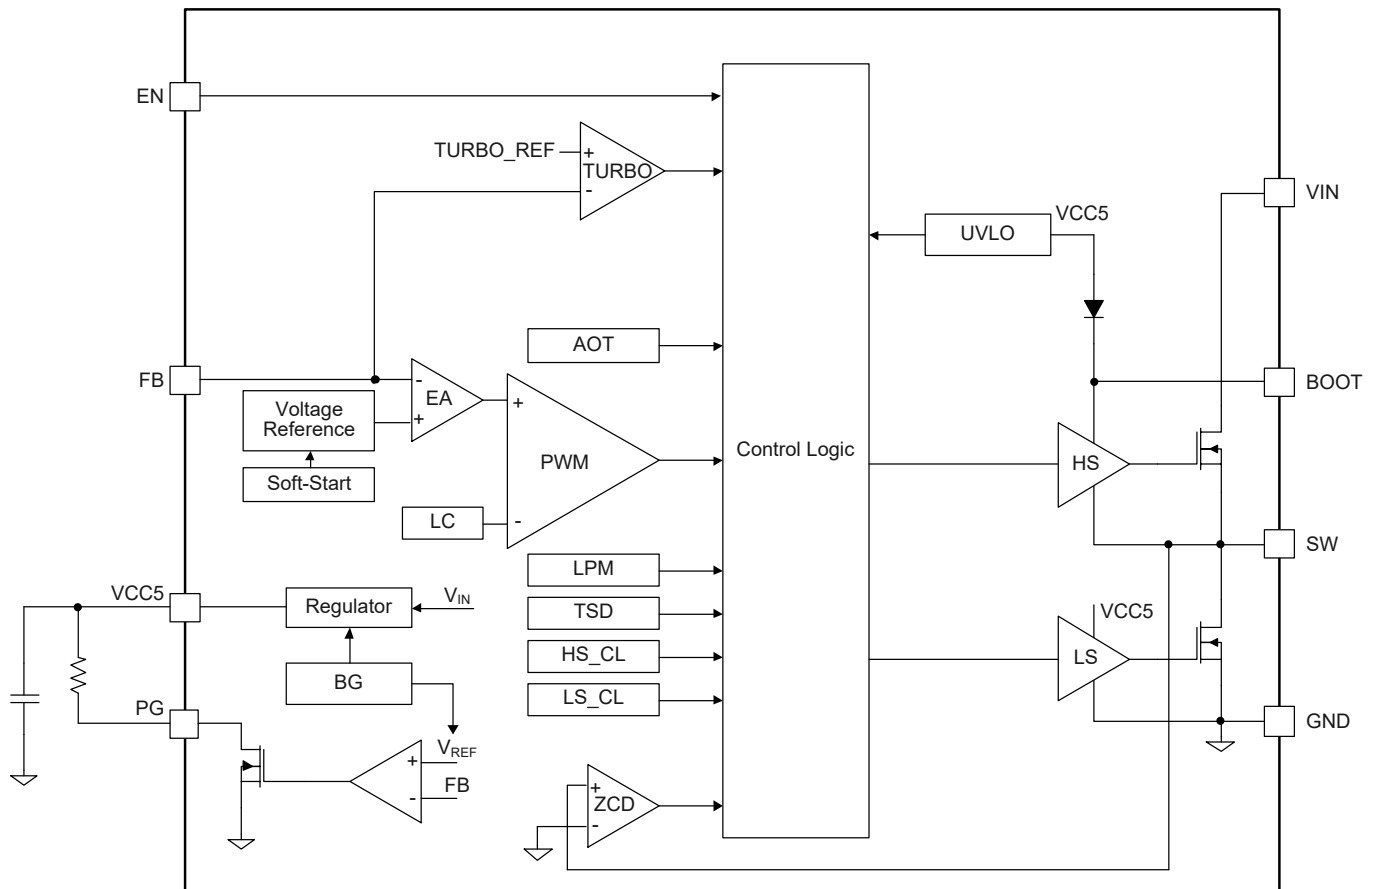 EN
TURBO_REF
+
TURBO
-
VIN
VCC5
UVLO
AOT
FB
-
EA
+
BOOT
Voltage
Reference
+
PWM
Control Logic
HS
Soft-Start
LC
-
SW
LPM
VCC5
Regulator
VIN
TSD
VCC5
HS_CL
LS
BG
LS_CL
PG
GND
VREF
+
FB
-
+
ZCD
-